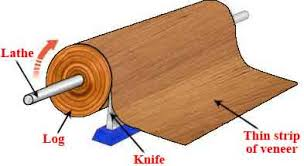 Lathe
Log
Knife
Thin strip
of veneer